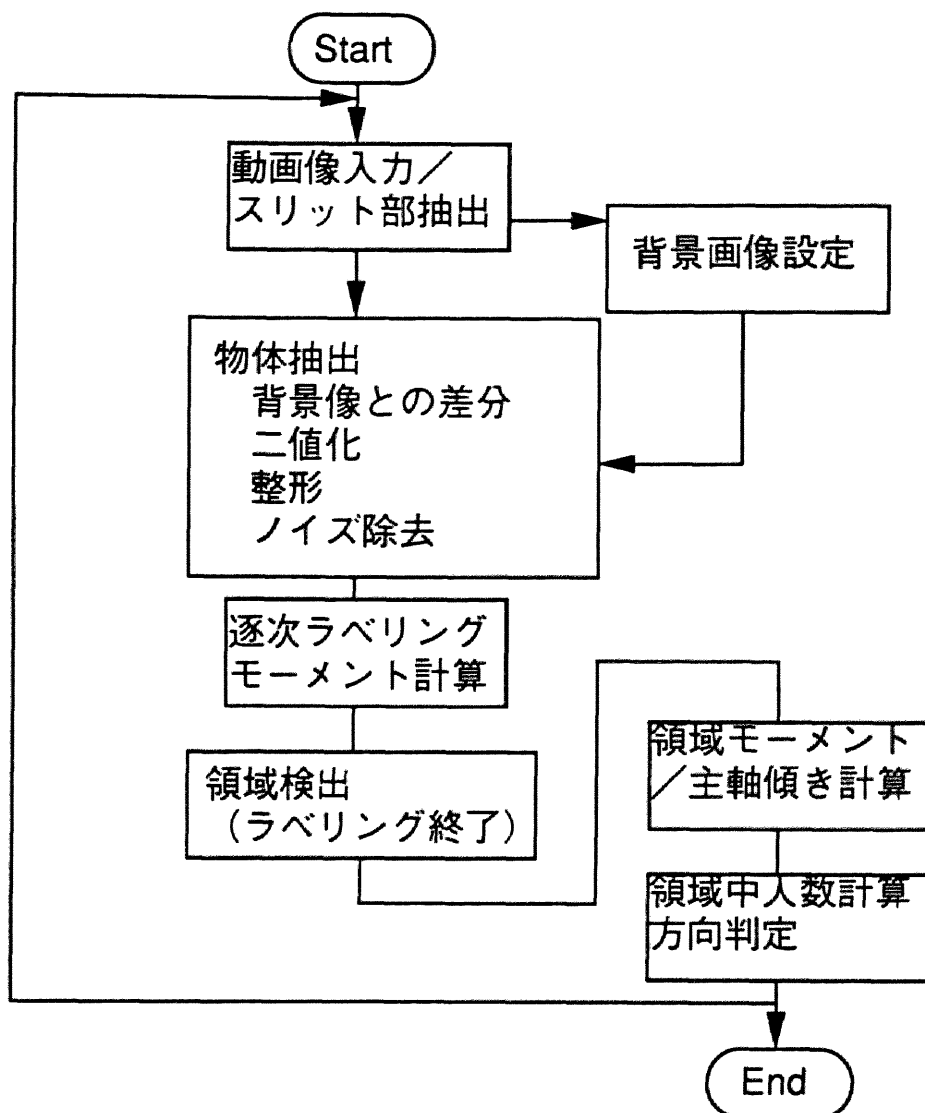 Start
動画像入力／
スリット部抽出
背景画像設定
物体抽出
背景像との差分
二値化
整形
ノイズ除去
逐次ラベリング
モーメント計算
領域検出
（ラベリング終了）
領域モーメント
／主軸傾き計算
領域中人数計算
方向判定
End